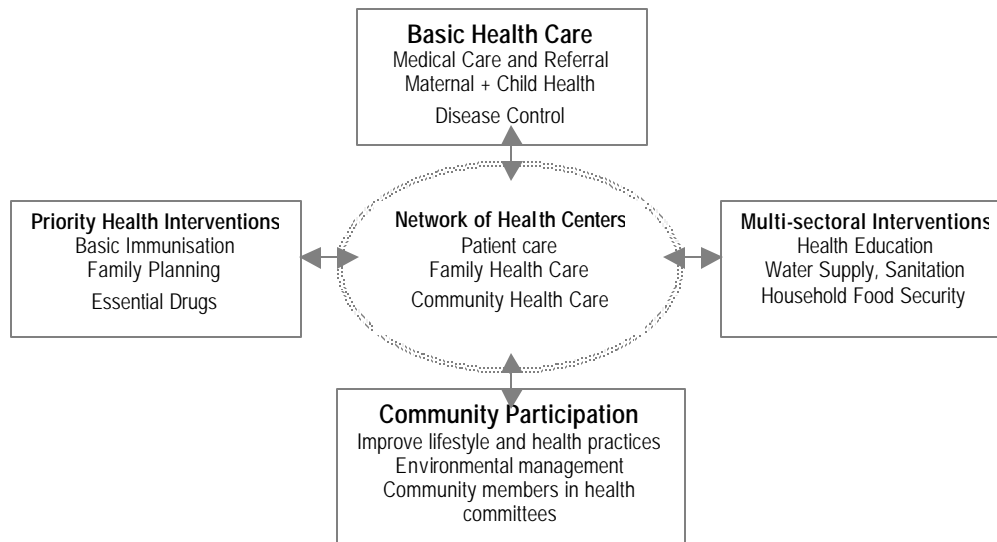 Basic Health Care
Medical Care and Referral
Maternal + Child Health
Disease Control
Priority Health Interventions
Basic Immunisation
Family Planning
Essential Drugs
Network of Health Centers
Patient care
Family Health Care
Community Health Care
Multi-sectoral Interventions
Health Education
Water Supply, Sanitation
Household Food Security
Community Participation
Improve lifestyle and health practices
Environmental management
Community members in health
committees